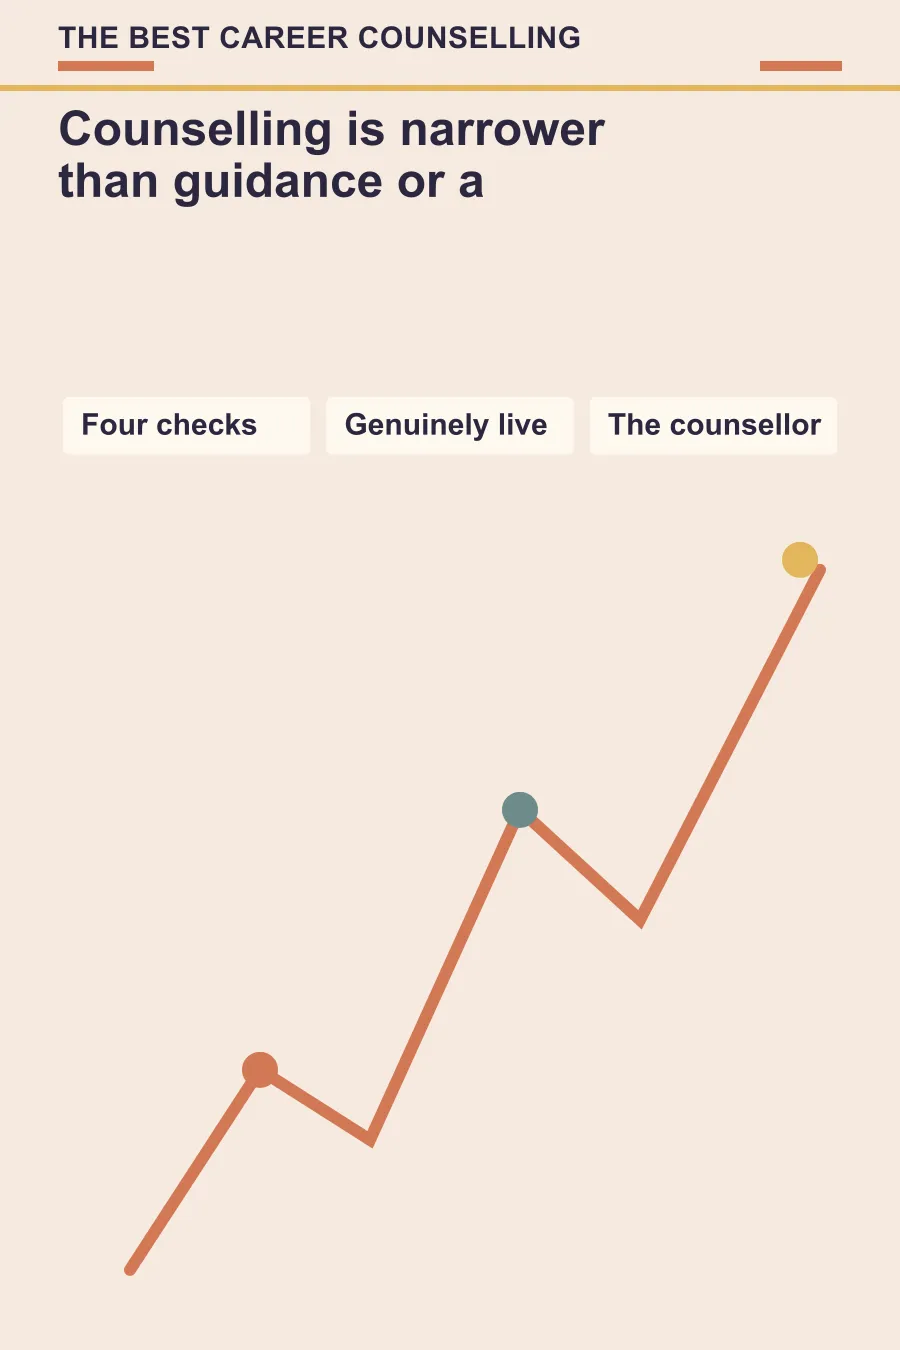 THE BEST CAREER COUNSELLING
Counselling is narrower
than guidance or a
Four checks
Genuinely live
The counsellor